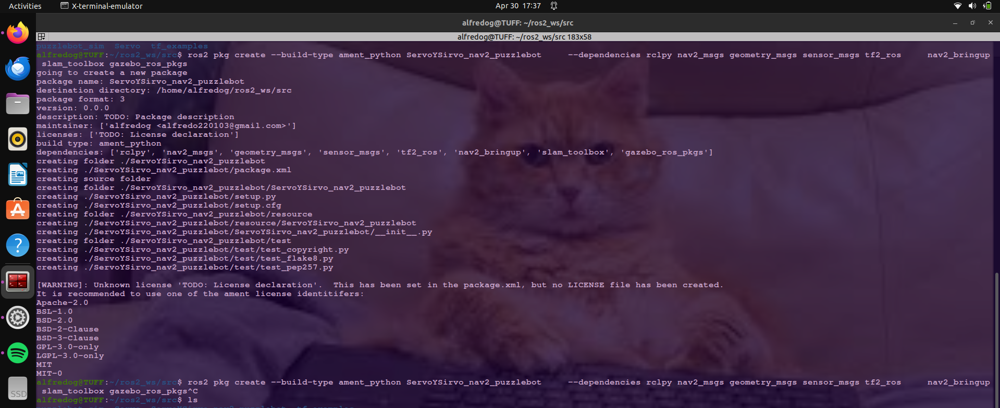 Activities
X-terminal-emulator
Apr 30 17:37
alfredog@TUFF: ~/ros2_ws/src
alfredog@TUFF: ~/ros2_ws/src 183x58
puzzlebot_sim  Servo  tf_examples
alfredog@TUFF:~/ros2_ws/src$ ros2 pkg create --build-type ament_python ServoYSirvo_nav2_puzzlebot     --dependencies rclpy nav2_msgs geometry_msgs sensor_msgs tf2_ros     nav2_bringup
 slam_toolbox gazebo_ros_pkgs
going to create a new package
package name: ServoYSirvo_nav2_puzzlebot
destination directory: /home/alfredog/ros2_ws/src
package format: 3
version: 0.0.0
description: TODO: Package description
maintainer: ['alfredog <alfredo220103@gmail.com>']
licenses: ['TODO: License declaration']
build type: ament_python
dependencies: ['rclpy', 'nav2_msgs', 'geometry_msgs', 'sensor_msgs', 'tf2_ros', 'nav2_bringup', 'slam_toolbox', 'gazebo_ros_pkgs']
creating folder ./ServoYSirvo_nav2_puzzlebot
creating ./ServoYSirvo_nav2_puzzlebot/package.xml
creating source folder
creating folder ./ServoYSirvo_nav2_puzzlebot/ServoYSirvo_nav2_puzzlebot
creating ./ServoYSirvo_nav2_puzzlebot/setup.py
creating ./ServoYSirvo_nav2_puzzlebot/setup.cfg
creating folder ./ServoYSirvo_nav2_puzzlebot/resource
creating ./ServoYSirvo_nav2_puzzlebot/resource/ServoYSirvo_nav2_puzzlebot
creating ./ServoYSirvo_nav2_puzzlebot/ServoYSirvo_nav2_puzzlebot/__init__.py
creating folder ./ServoYSirvo_nav2_puzzlebot/test
creating ./ServoYSirvo_nav2_puzzlebot/test/test_copyright.py
creating ./ServoYSirvo_nav2_puzzlebot/test/test_flake8.py
creating ./ServoYSirvo_nav2_puzzlebot/test/test_pep257.py
[WARNING]: Unknown license 'TODO: License declaration'.  This has been set in the package.xml, but no LICENSE file has been created.
It is recommended to use one of the ament license identitifers:
Apache-2.0
BSL-1.0
BSD-2.0
BSD-2-Clause
BSD-3-Clause
GPL-3.0-only
LGPL-3.0-only
MIT
MIT-0
alfredog@TUFF:~/ros2_ws/src$ ros2 pkg create --build-type ament_python ServoYSirvo_nav2_puzzlebot     --dependencies rclpy nav2_msgs geometry_msgs sensor_msgs tf2_ros     nav2_bringup
 slam_toolbox gazebo_ros_pkgs^C
alfredog@TUFF:~/ros2_ws/src$ ls
puzzlebot_sim  Servo  ServoYSirvo_nav2_puzzlebot  tf_examples
SSD